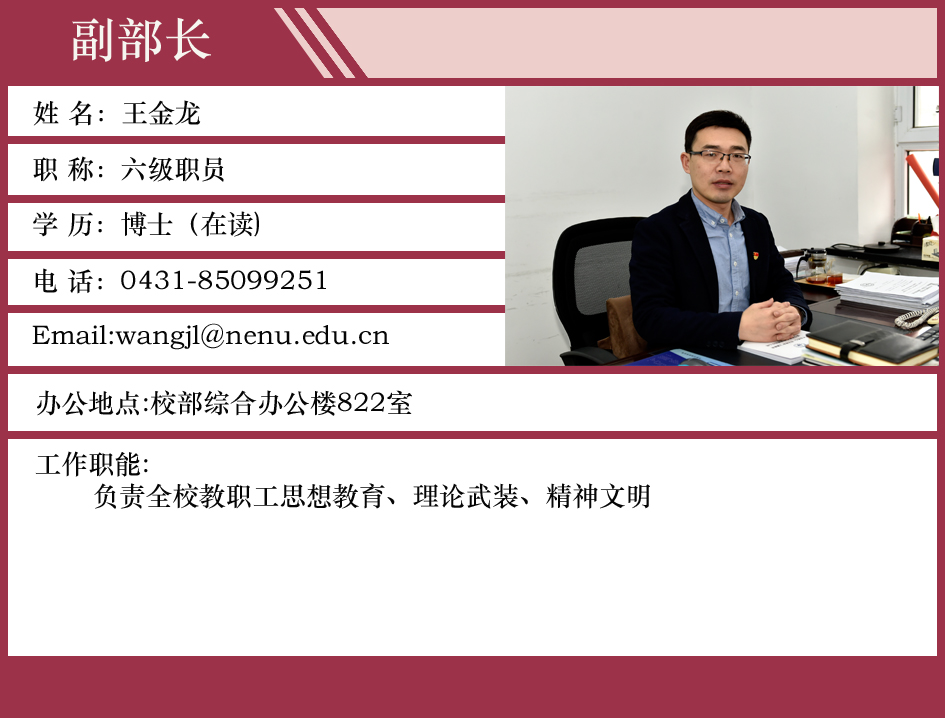 副部长
姓 名：王金龙
职 称：六级职员
学 历：博士（在读）
电 话：0431-85099251
Email:wangjl@nenu.edu.cn
办公地点:校部综合办公楼822室
工作职能:
负责全校教职工思想教育、理论武装、精神文明